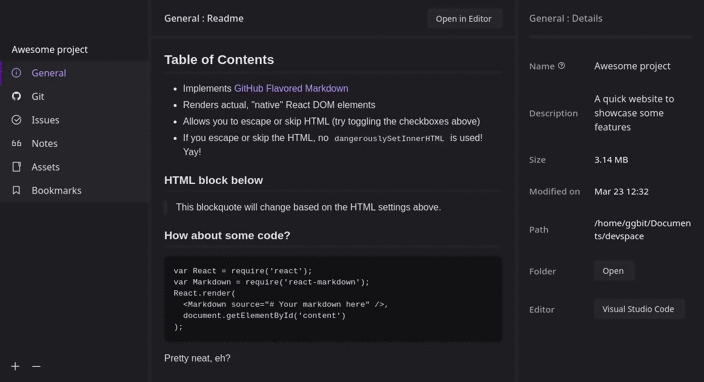 Awesome project
General
Git
Issues
Notes
Assets
Bookmarks
General : Readme
Open in Editor
Table of Contents
• Implements GitHub Flavored Markdown
• Renders actual, "native" React DOM elements
• Allows you to escape or skip HTML (try toggling the checkboxes above)
• If you escape or skip the HTML, no dangerouslySetInnerHTML is used!
Yay!
HTML block below
This blockquote will change based on the HTML settings above.
How about some code?
var React = require('react');
var Markdown = require('react-markdown');
React.render(
  <Markdown source="# Your markdown here" />,
  document.getElementById('content')
);
Pretty neat, eh?
General : Details
Name
Awesome project
Description
A quick website to
showcase some
features
Size
3.14 MB
Modified on
Mar 23 12:32
Path
/home/ggbit/Documen
ts/devspace
Folder
Open
Editor
Visual Studio Code